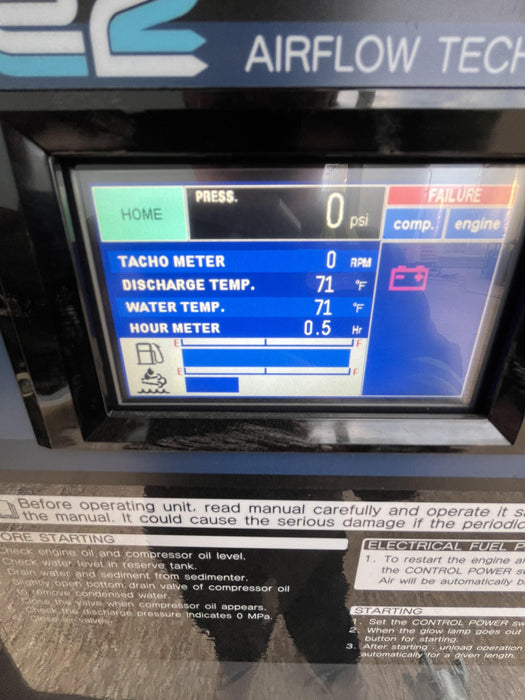 AIRFLOW TECH
HOME
PRESS.
0 psi
FAILURE
comp. engine
TACHO METER 0 RPM
DISCHARGE TEMP. 71 °F
WATER TEMP. 71 °F
HOUR METER 0.5 Hr
E F
E F
Before operating unit, read manual carefully and operate it s
the manual. It could cause the serious damage if the periodic
ORE STARTING
Check engine oil and compressor oil level.
Check water level in reserve tank.
Drain water and sediment from sedimenter.
Slightly open bottom drain valve of compressor oil
to remove condensed water.
Close the valve when compressor oil appears.
Check the discharge pressure indicates 0 MPa.
Close air valves.
ELECTRICAL FUEL P
1. To restart the engine af
the CONTROL POWER sw
Air will be automatically b
STARTING
1. Set the CONTROL POWER sw
2. When the glow lamp goes out
button for starting.
3. After starting, unload operation
automatically for a given length.